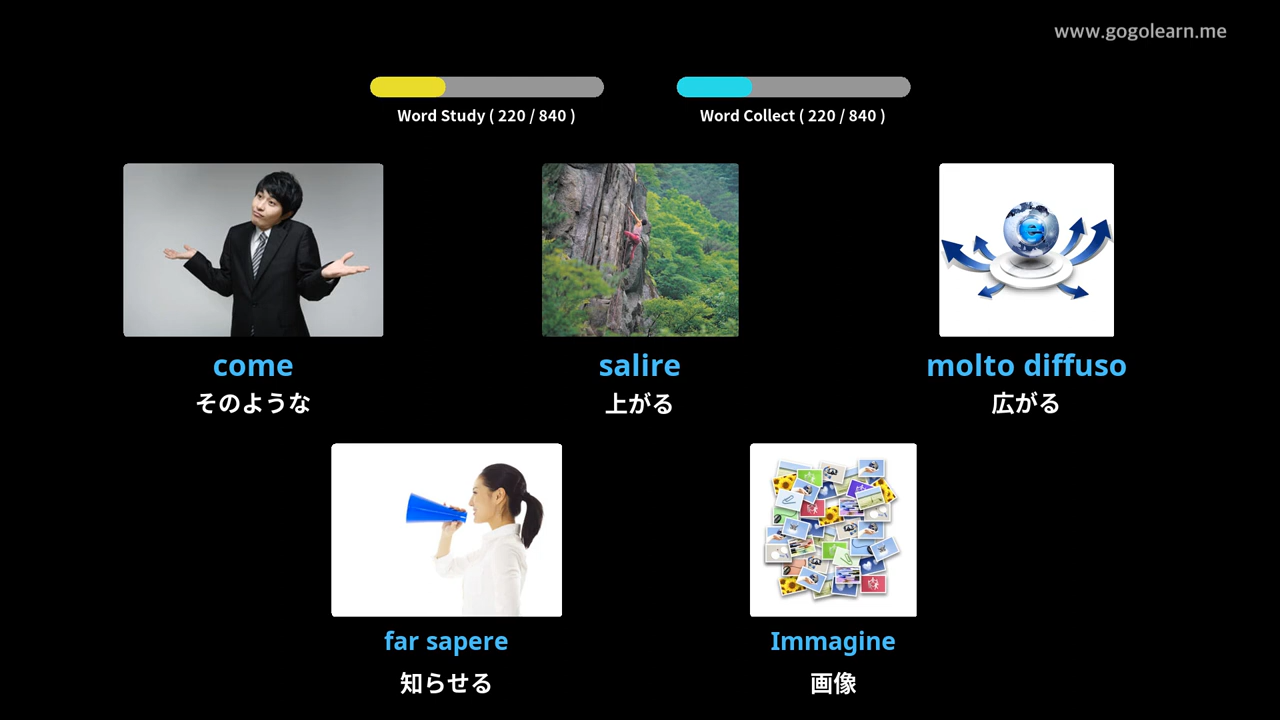 www.gogolearn.me
Word Study ( 220 / 840 )
Word Collect ( 220 / 840 )
come
そのような
salire
上がる
molto diffuso
広がる
far sapere
知らせる
Immagine
画像